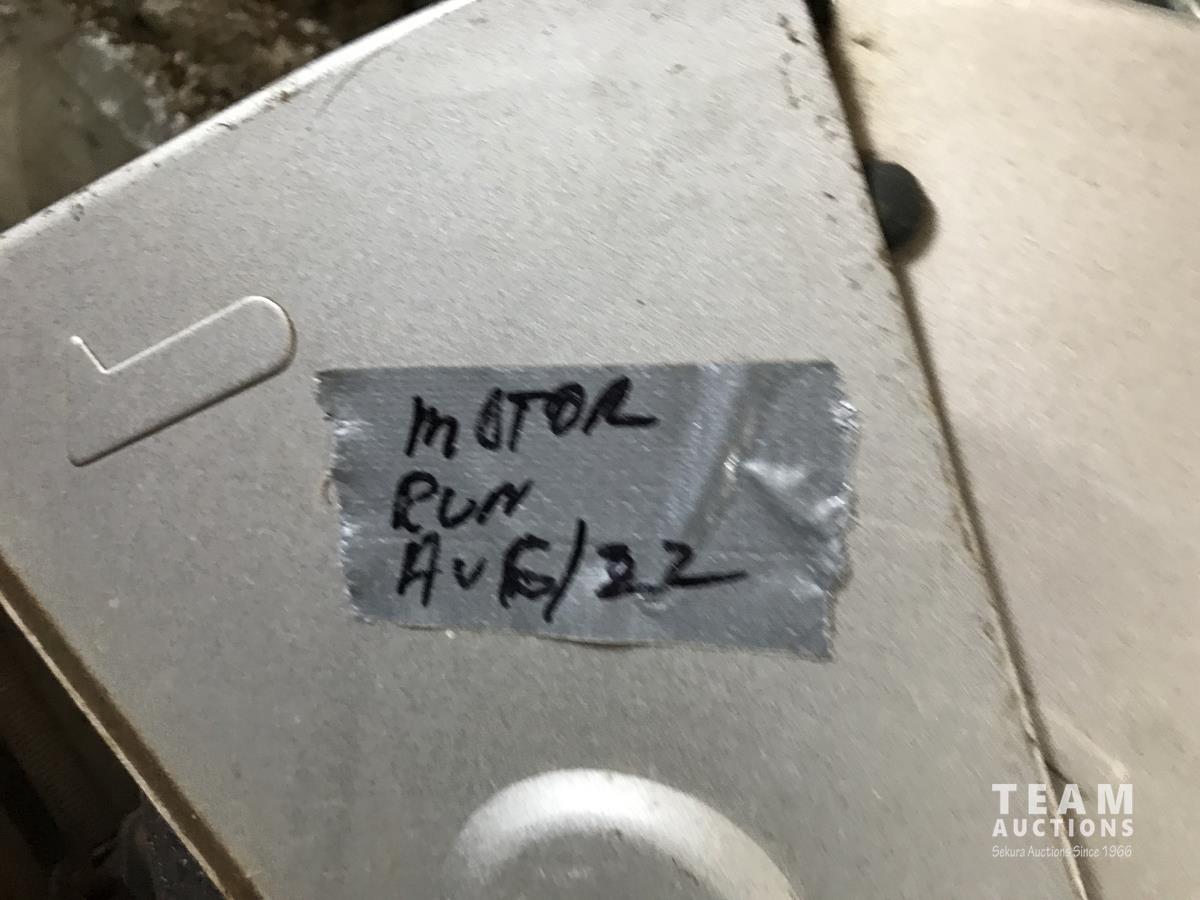 MOTOR
RUN
AUG/22
TEAM
AUCTIONS
Sekura Auctions Since 1966